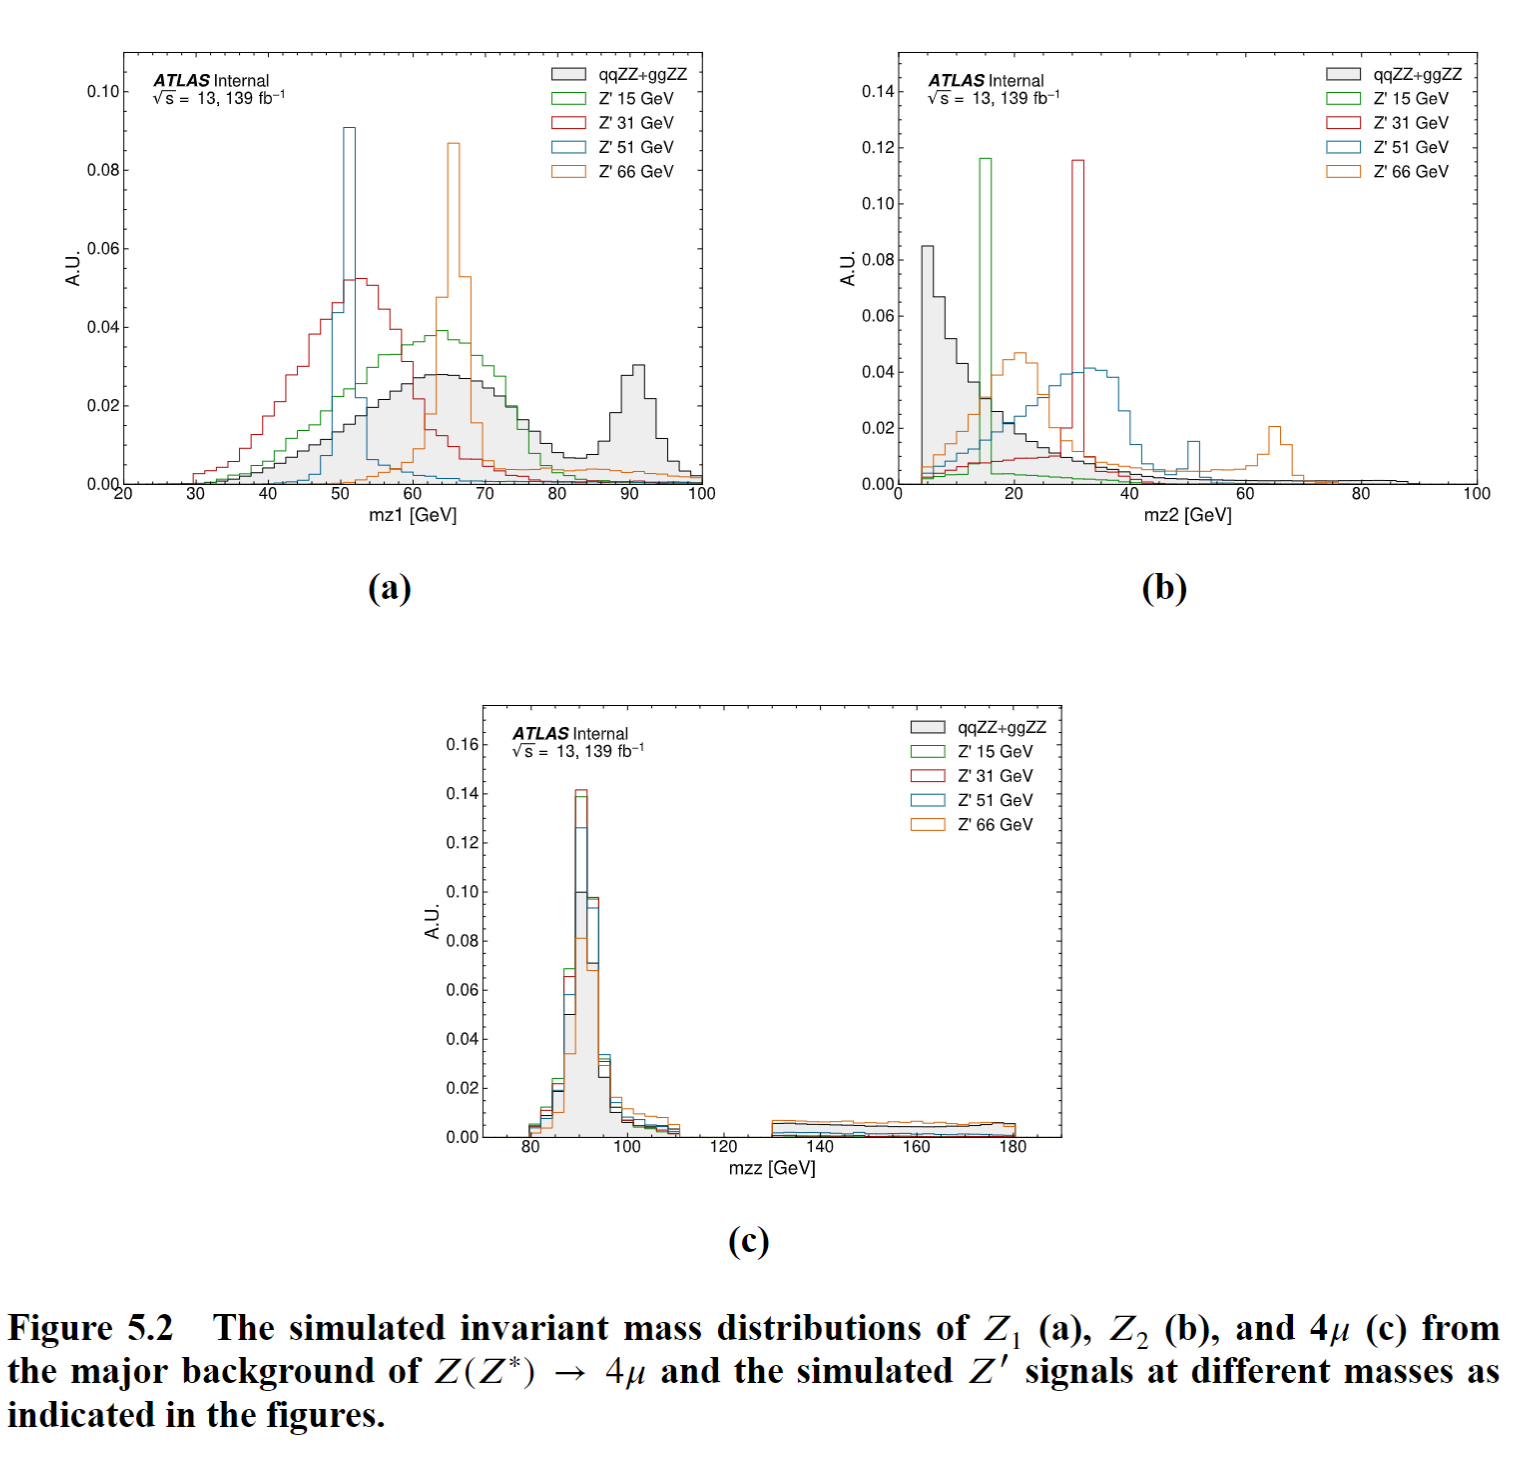 ATLAS Internal
√s = 13, 139 fb⁻¹
qqZZ+ggZZ
Z' 15 GeV
Z' 31 GeV
Z' 51 GeV
Z' 66 GeV
A.U.
0.10
0.08
0.06
0.04
0.02
0.00
20 30 40 50 60 70 80 90 100
mz1 [GeV]
(a)
ATLAS Internal
√s = 13, 139 fb⁻¹
qqZZ+ggZZ
Z' 15 GeV
Z' 31 GeV
Z' 51 GeV
Z' 66 GeV
A.U.
0.14
0.12
0.10
0.08
0.06
0.04
0.02
0.00
0 20 40 60 80 100
mz2 [GeV]
(b)
ATLAS Internal
√s = 13, 139 fb⁻¹
qqZZ+ggZZ
Z' 15 GeV
Z' 31 GeV
Z' 51 GeV
Z' 66 GeV
A.U.
0.16
0.14
0.12
0.10
0.08
0.06
0.04
0.02
0.00
80 100 120 140 160 180
mzz [GeV]
(c)
Figure 5.2 The simulated invariant mass distributions of Z₁ (a), Z₂ (b), and 4μ (c) from
the major background of Z(Z*) → 4μ and the simulated Z′ signals at different masses as
indicated in the figures.